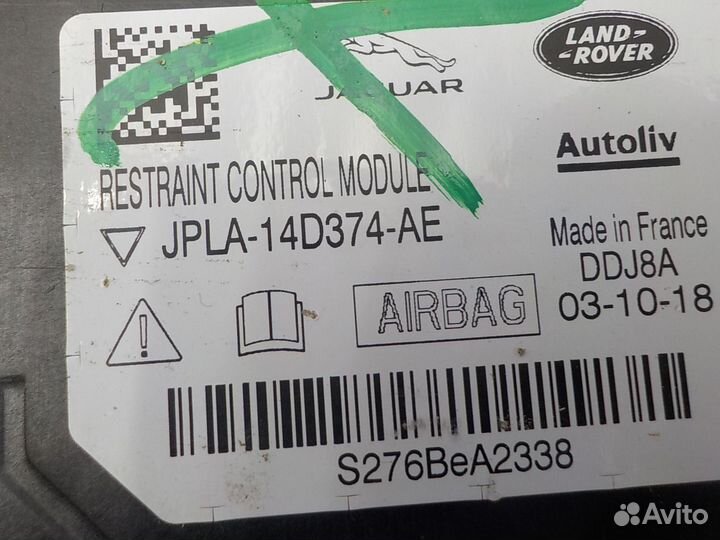 JAGUAR
LAND-
-ROVER
Autoliv
RESTRAINT CONTROL MODULE
JPLA-14D374-AE
Made in France
DDJ8A
03-10-18
AIRBAG
S276BeA2338
Avito